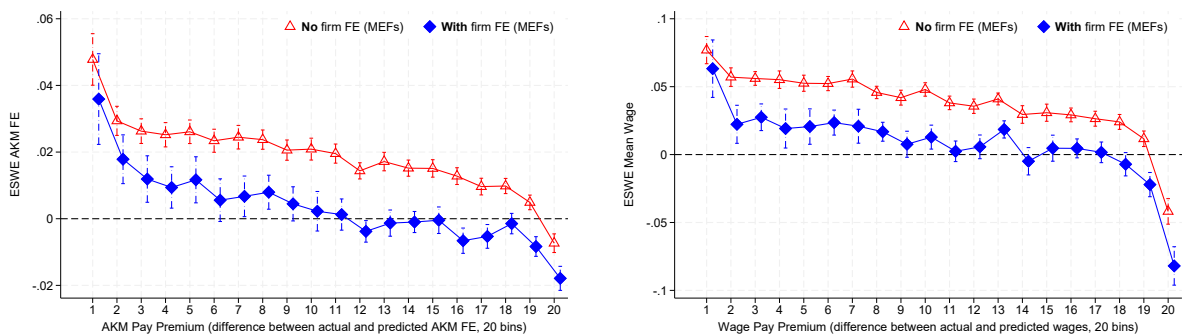 .06
.04
.02
0
-.02
ESWE AKM FE
No firm FE (MEFs) With firm FE (MEFs)
1 2 3 4 5 6 7 8 9 10 11 12 13 14 15 16 17 18 19 20
AKM Pay Premium (difference between actual and predicted AKM FE, 20 bins)
.1
.05
0
-.05
-.1
ESWE Mean Wage
No firm FE (MEFs) With firm FE (MEFs)
1 2 3 4 5 6 7 8 9 10 11 12 13 14 15 16 17 18 19 20
Wage Pay Premium (difference between actual and predicted wages, 20 bins)